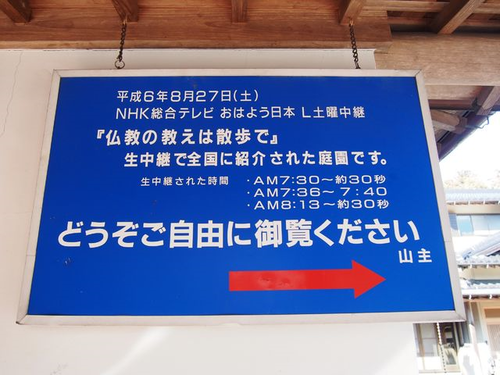 平成6年8月27日(土)
NHK総合テレビ おはよう日本 L土曜中継
『仏教の教えは散歩で』
生中継で全国に紹介された庭園です。
生中継された時間 ・AM7:30〜約30秒
・AM7:36〜7:40
・AM8:13〜約30秒
どうぞご自由に御覧ください
山主